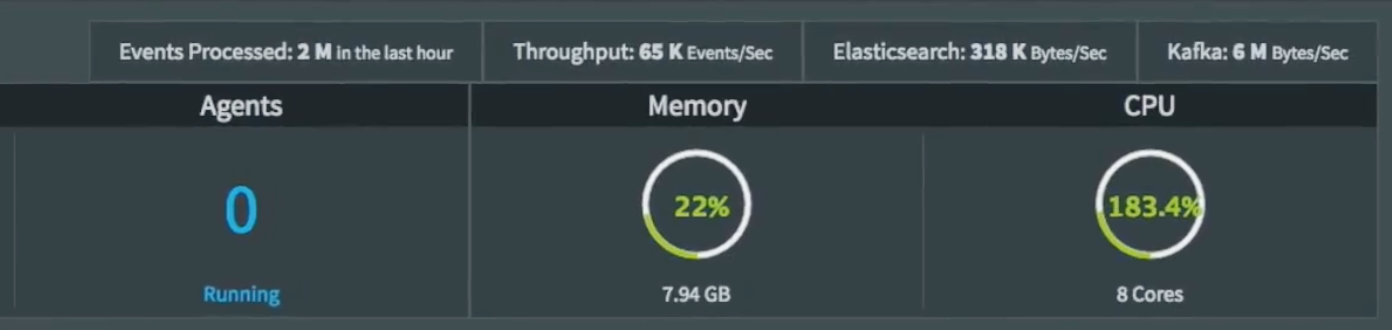 Events Processed: 2 M in the last hour
Throughput: 65 K Events/Sec
Elasticsearch: 318 K Bytes/Sec
Kafka: 6 M Bytes/Sec
Agents
Memory
CPU
0
22%
183.4%
Running
7.94 GB
8 Cores